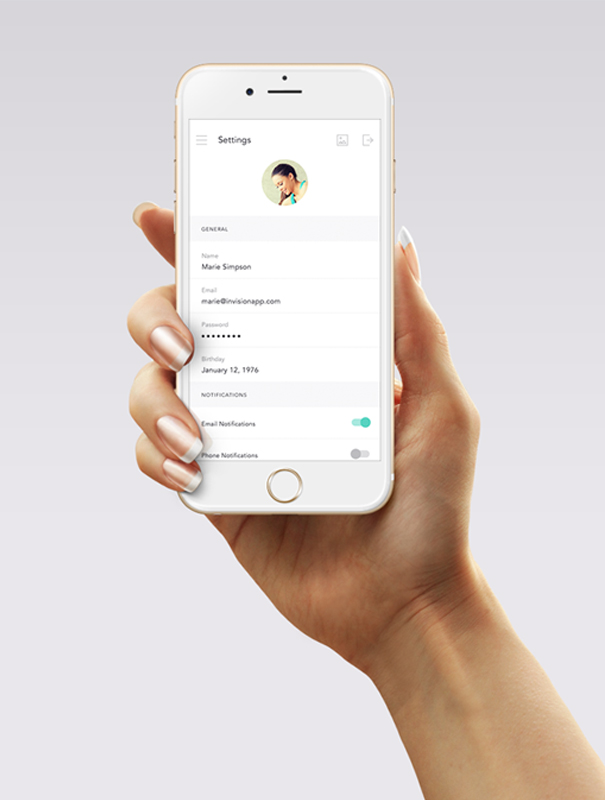 Settings
GENERAL
Name
Marie Simpson
Email
marie@invisionapp.com
Password
••••••••
Birthday
January 12, 1976
NOTIFICATIONS
Email Notifications
Phone Notifications